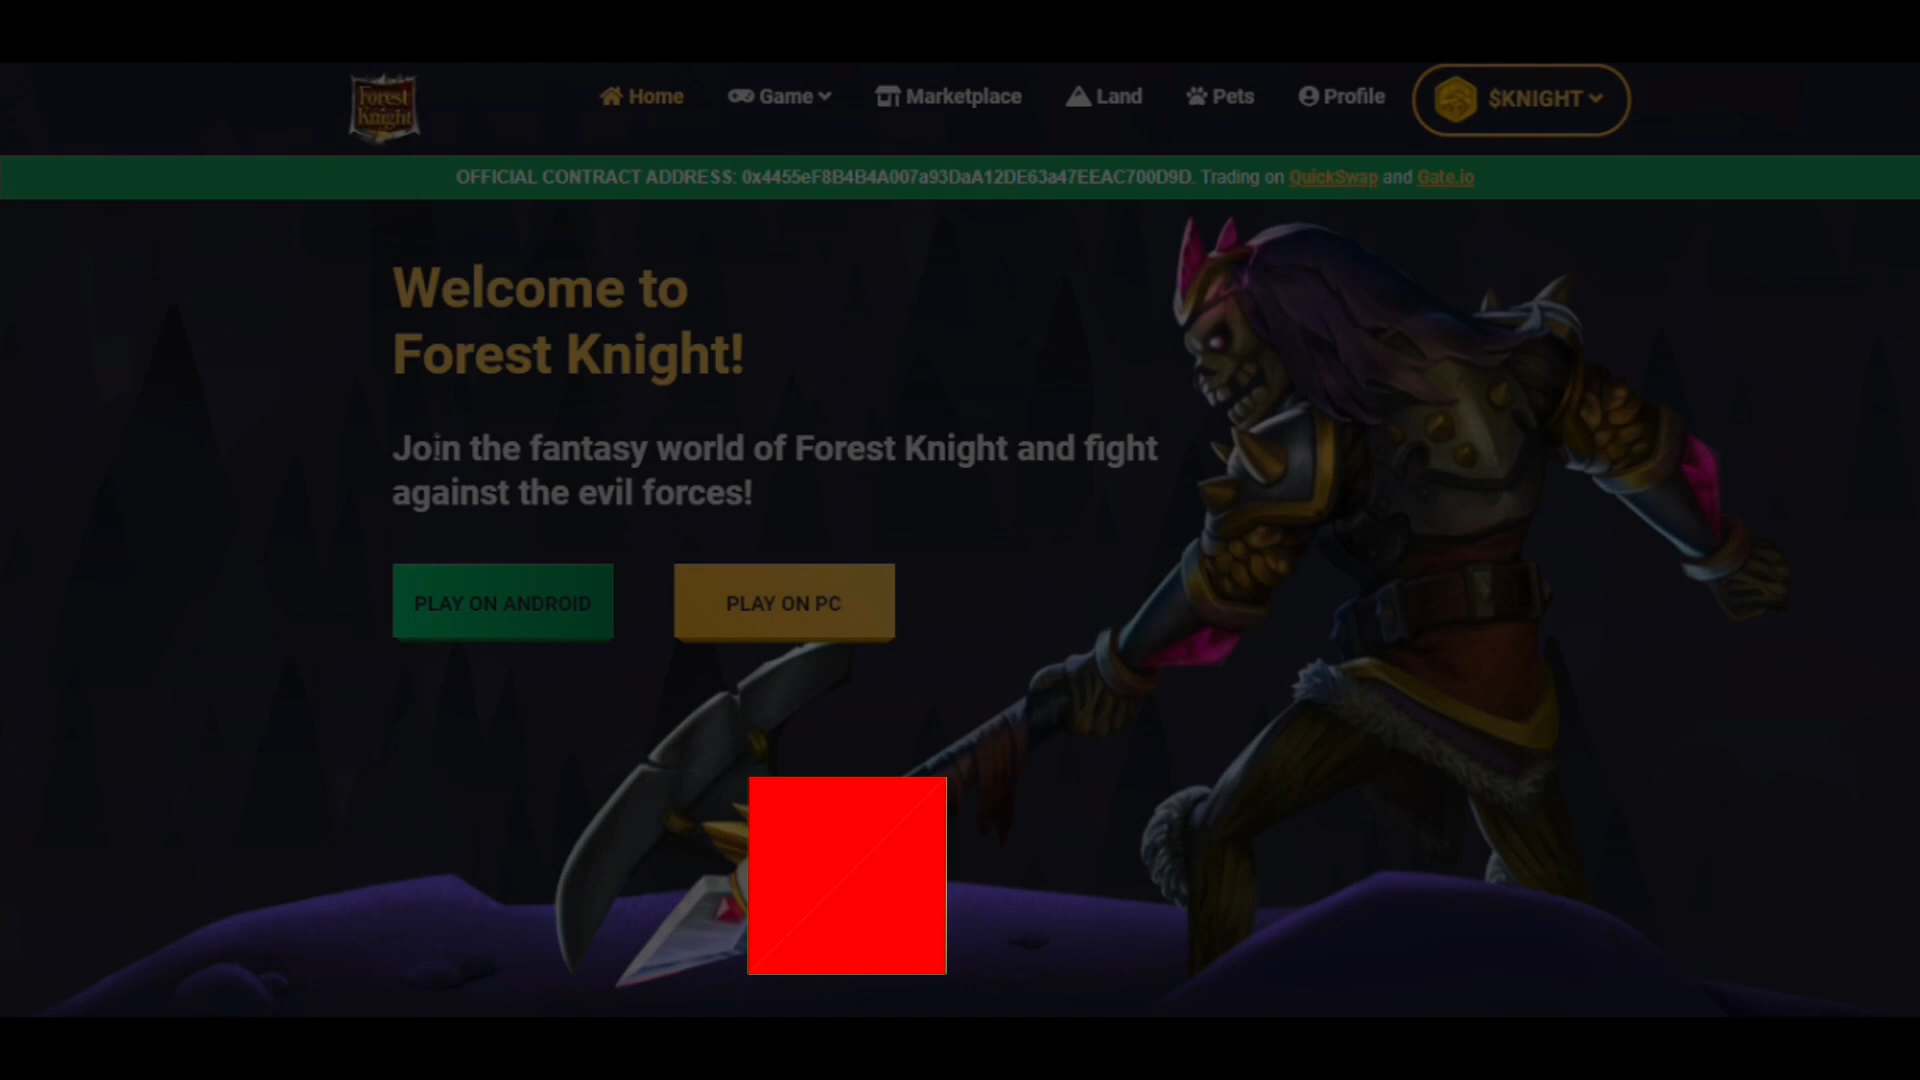 Forest
Knight
Home
Game
Marketplace
Land
Pets
Profile
$KNIGHT
OFFICIAL CONTRACT ADDRESS: 0x4455eF8B4B4A007a93DaA12DE63a47EEAC700D9D. Trading on QuickSwap and Gate.io
Welcome to
Forest Knight!
Join the fantasy world of Forest Knight and fight
against the evil forces!
PLAY ON ANDROID
PLAY ON PC